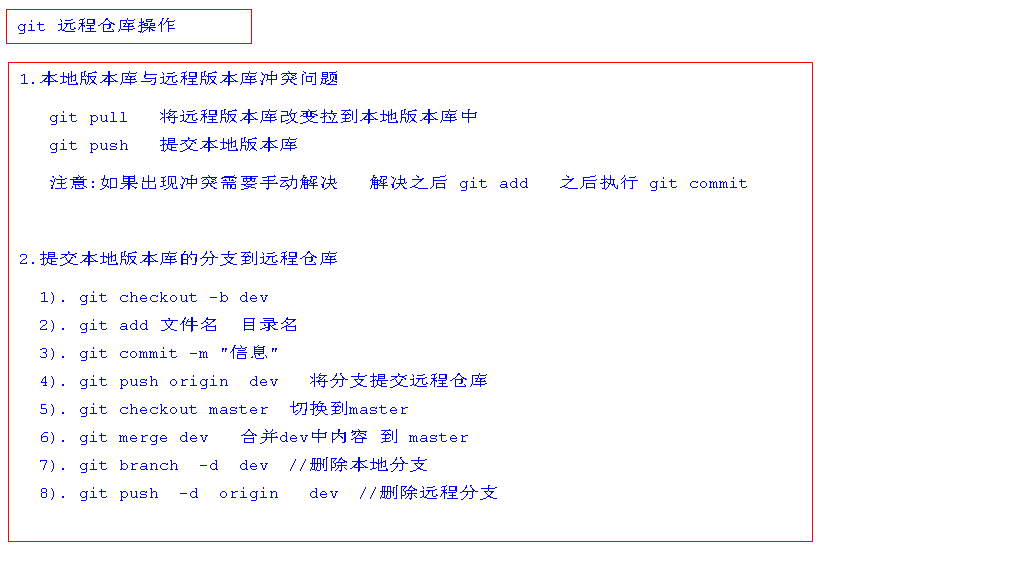 git 远程仓库操作
1.本地版本库与远程版本库冲突问题
git pull   将远程版本库改变拉到本地版本库中
git push   提交本地版本库
注意:如果出现冲突需要手动解决   解决之后 git add   之后执行 git commit
2.提交本地版本库的分支到远程仓库
1). git checkout -b dev
2). git add 文件名  目录名
3). git commit -m "信息"
4). git push origin  dev   将分支提交远程仓库
5). git checkout master  切换到master
6). git merge dev   合并dev中内容 到 master
7). git branch  -d  dev  //删除本地分支
8). git push  -d  origin   dev  //删除远程分支